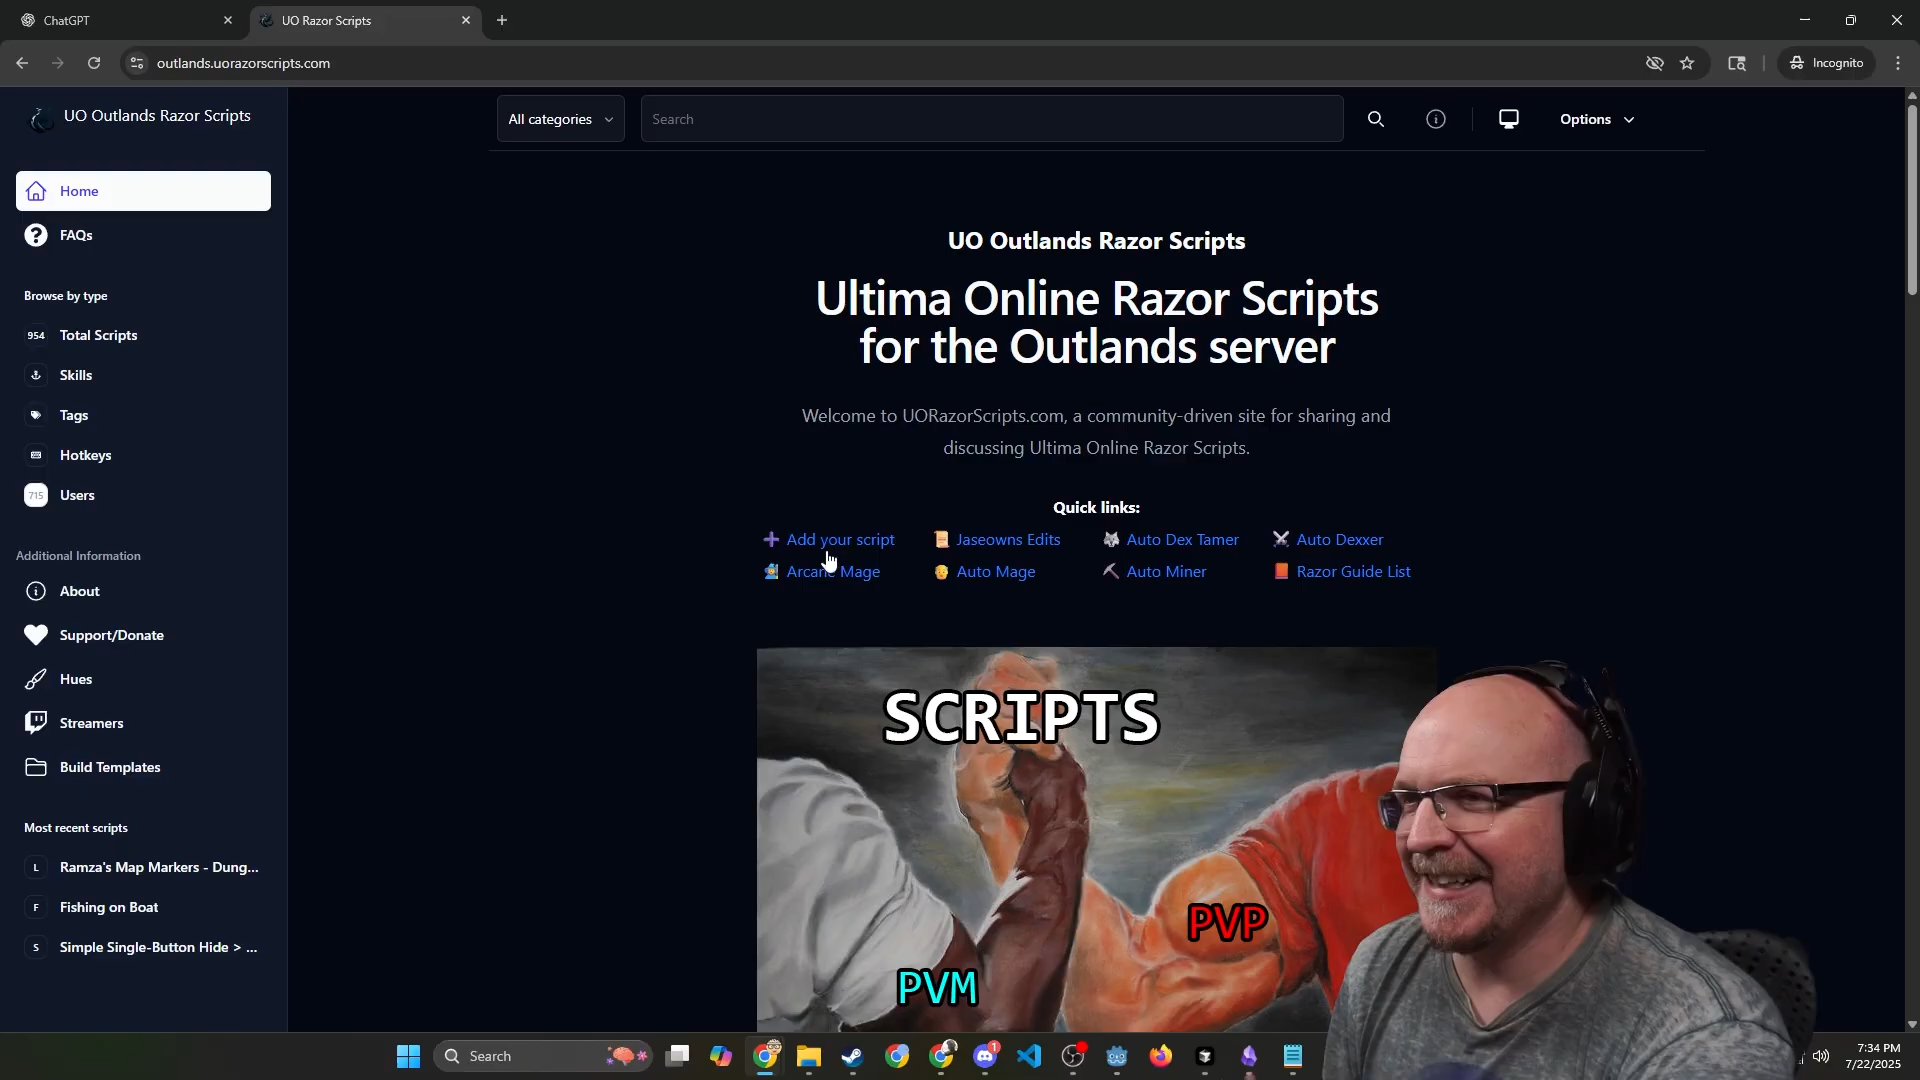 ChatGPT
UO Razor Scripts
outlands.uorazorscripts.com
Incognito
UO Outlands Razor Scripts
All categories
Search
Options
Home
FAQs
Browse by type
954 Total Scripts
Skills
Tags
Hotkeys
715 Users
Additional Information
About
Support/Donate
Hues
Streamers
Build Templates
Most recent scripts
L Ramza's Map Markers - Dung...
F Fishing on Boat
S Simple Single-Button Hide > ...
UO Outlands Razor Scripts
Ultima Online Razor Scripts
for the Outlands server
Welcome to UORazorScripts.com, a community-driven site for sharing and
discussing Ultima Online Razor Scripts.
Quick links:
Add your script
Jaseowns Edits
Auto Dex Tamer
Auto Dexxer
Arcane Mage
Auto Mage
Auto Miner
Razor Guide List
SCRIPTS
PVP
PVM
Search
1
7:34 PM
7/22/2025